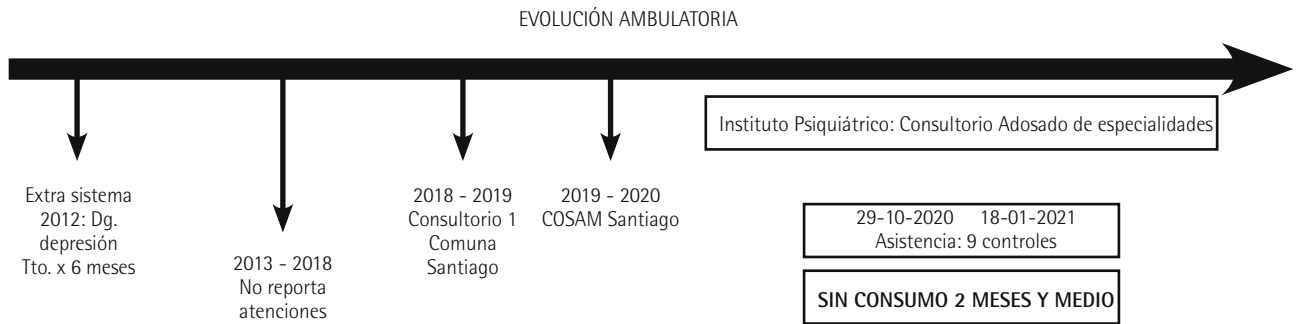 EVOLUCIÓN AMBULATORIA
Instituto Psiquiátrico: Consultorio Adosado de especialidades
Extra sistema
2012: Dg.
depresión
Tto. x 6 meses
2013 - 2018
No reporta
atenciones
2018 - 2019
Consultorio 1
Comuna
Santiago
2019 - 2020
COSAM Santiago
29-10-2020 18-01-2021
Asistencia: 9 controles
SIN CONSUMO 2 MESES Y MEDIO